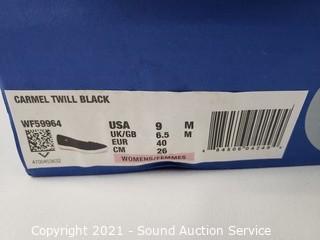 CARMEL TWILL BLACK
WF59964
USA 9 M
UK/GB 6.5 M
EUR 40
CM 26
WOMENS/FEMMES
Copyright 2021 - Sound Auction Service